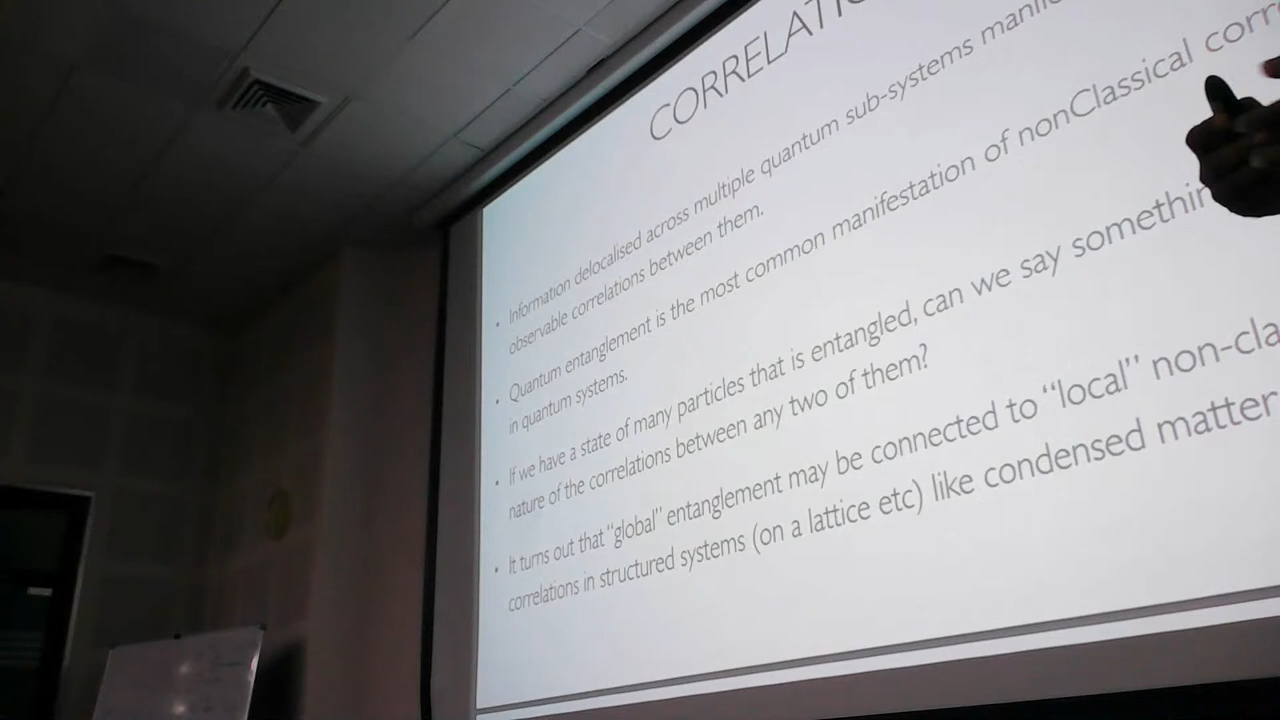 CORRELATIO
Information delocalised across multiple quantum sub-systems manif
observable correlations between them.
Quantum entanglement is the most common manifestation of nonClassical corr
in quantum systems.
If we have a state of many particles that is entangled, can we say somethin
nature of the correlations between any two of them?
It turns out that “global” entanglement may be connected to “local” non-cla
correlations in structured systems (on a lattice etc) like condensed matter